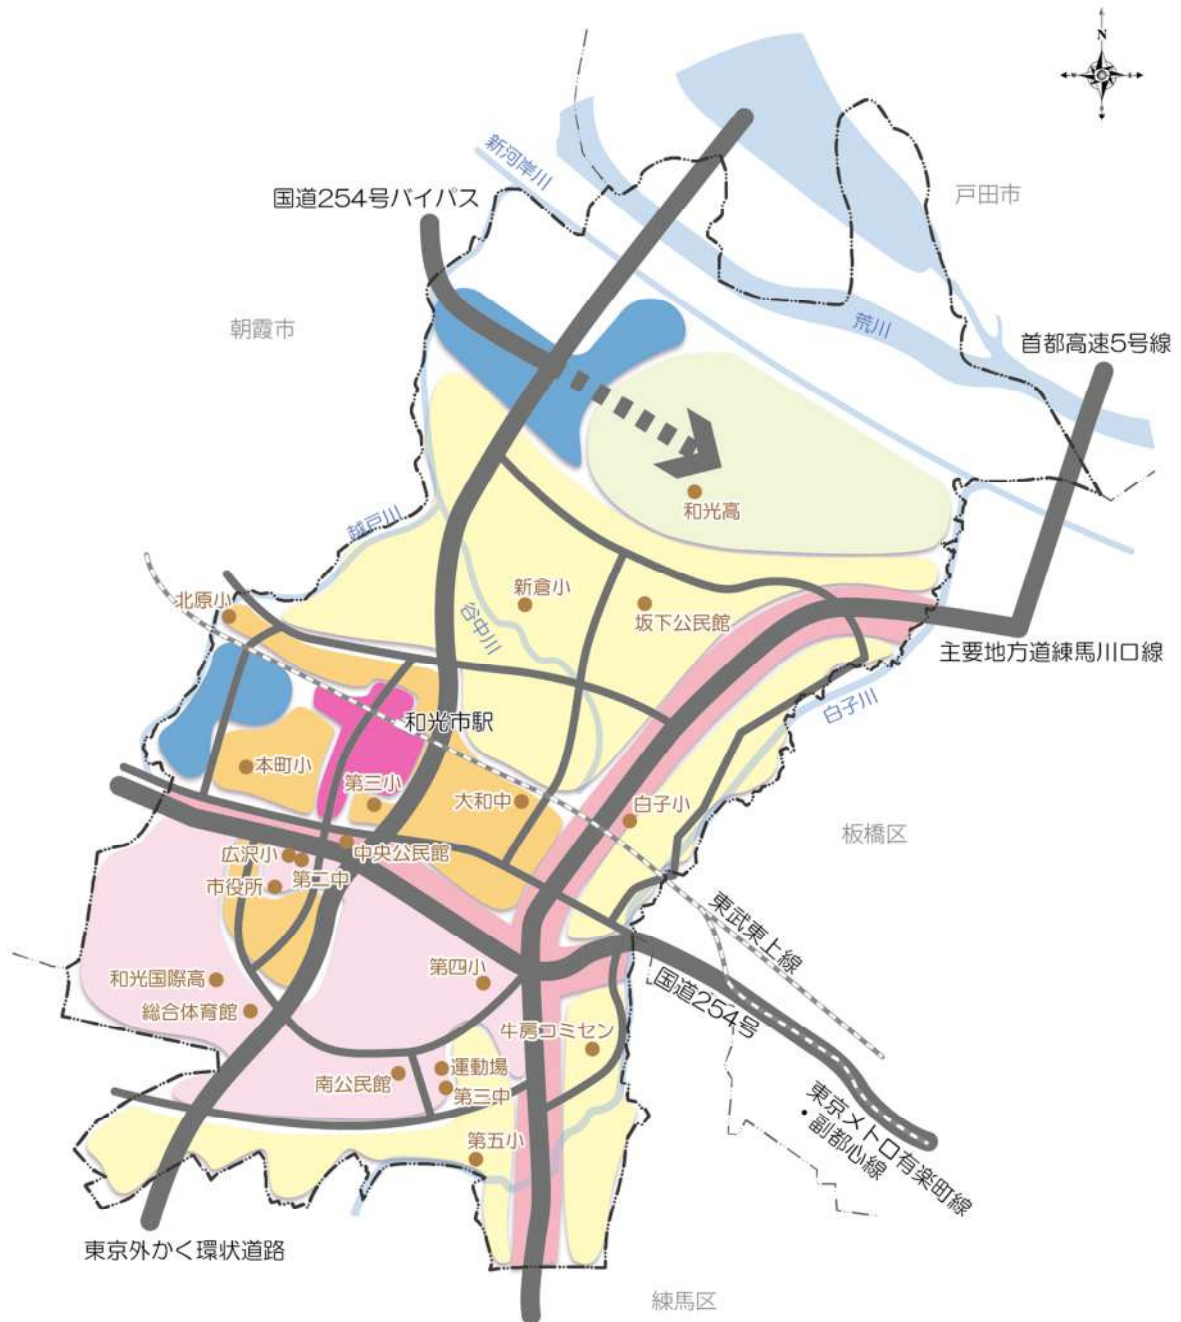 N
新河岸川
国道254号バイパス
戸田市
朝霞市
荒川
首都高速5号線
和光高
越戸川
新倉小
坂下公民館
北原小
谷中川
主要地方道練馬川口線
白子川
和光市駅
本町小
第三小
大和中
白子小
板橋区
広沢小
中央公民館
第二中
市役所
東武東上線
第四小
和光国際高
国道254号
総合体育館
牛房コミセン
運動場
南公民館
第三中
第五小
東京メトロ有楽町線
・副都心線
東京外かく環状道路
練馬区